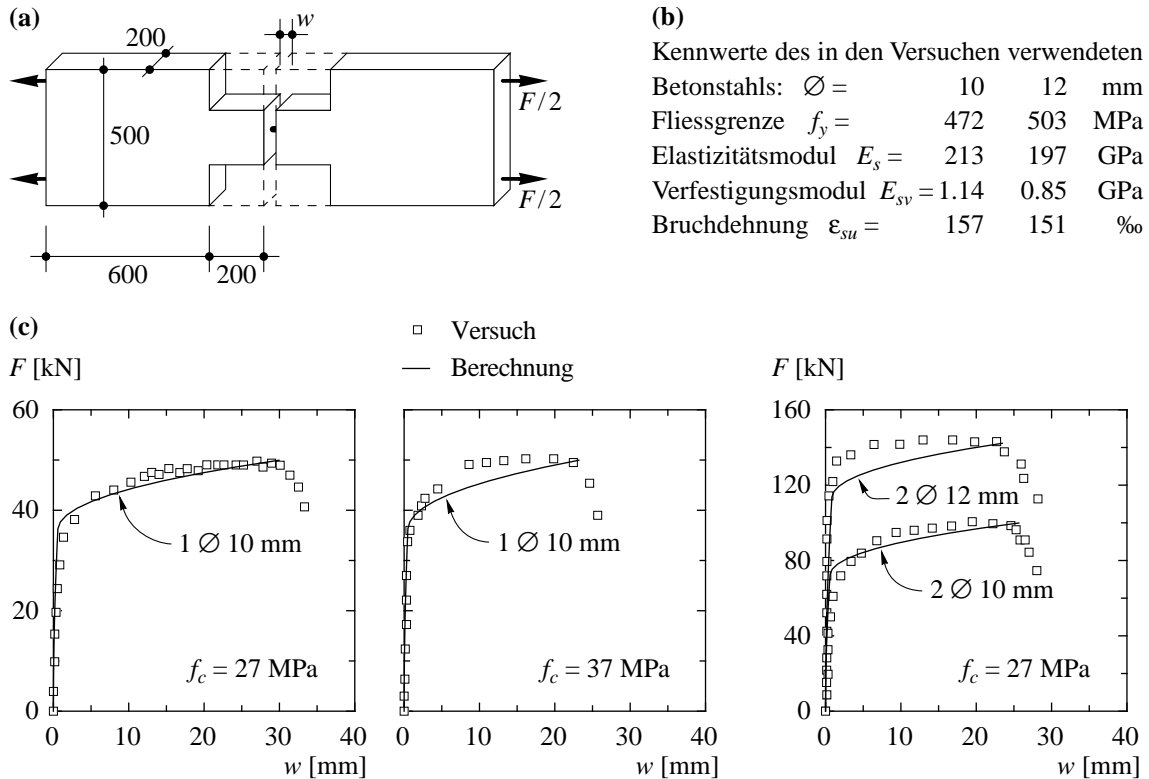 (a)
w
200
F/2
500
F/2
600
200
(b)
Kennwerte des in den Versuchen verwendeten
Betonstahls: ∅ = 10 12 mm
Fliessgrenze f_y = 472 503 MPa
Elastizitätsmodul E_s = 213 197 GPa
Verfestigungsmodul E_sv = 1.14 0.85 GPa
Bruchdehnung ε_su = 157 151 ‰
(c)
Versuch
Berechnung
F [kN]
60
40
20
0
1 ∅ 10 mm
f_c = 27 MPa
0 10 20 30 40
w [mm]
1 ∅ 10 mm
f_c = 37 MPa
0 10 20 30 40
w [mm]
F [kN]
160
120
80
40
0
2 ∅ 12 mm
2 ∅ 10 mm
f_c = 27 MPa
0 10 20 30 40
w [mm]